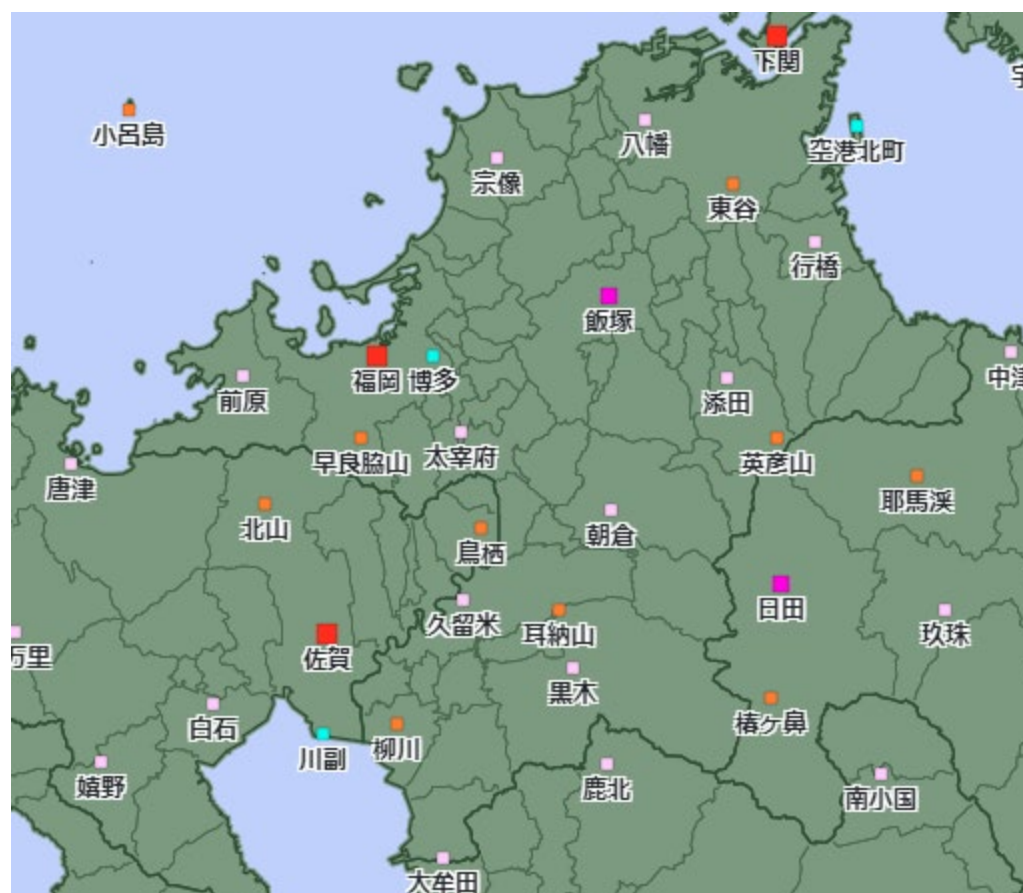 下関
小呂島
八幡
空港北町
宗像
東谷
行橋
飯塚
福岡
博多
前原
添田
早良脇山
太宰府
英彦山
唐津
耶馬渓
北山
朝倉
鳥栖
日田
久留米
耳納山
玖珠
万里
佐賀
黒木
白石
椿ケ鼻
柳川
川副
嬉野
鹿北
南小国
大牟田